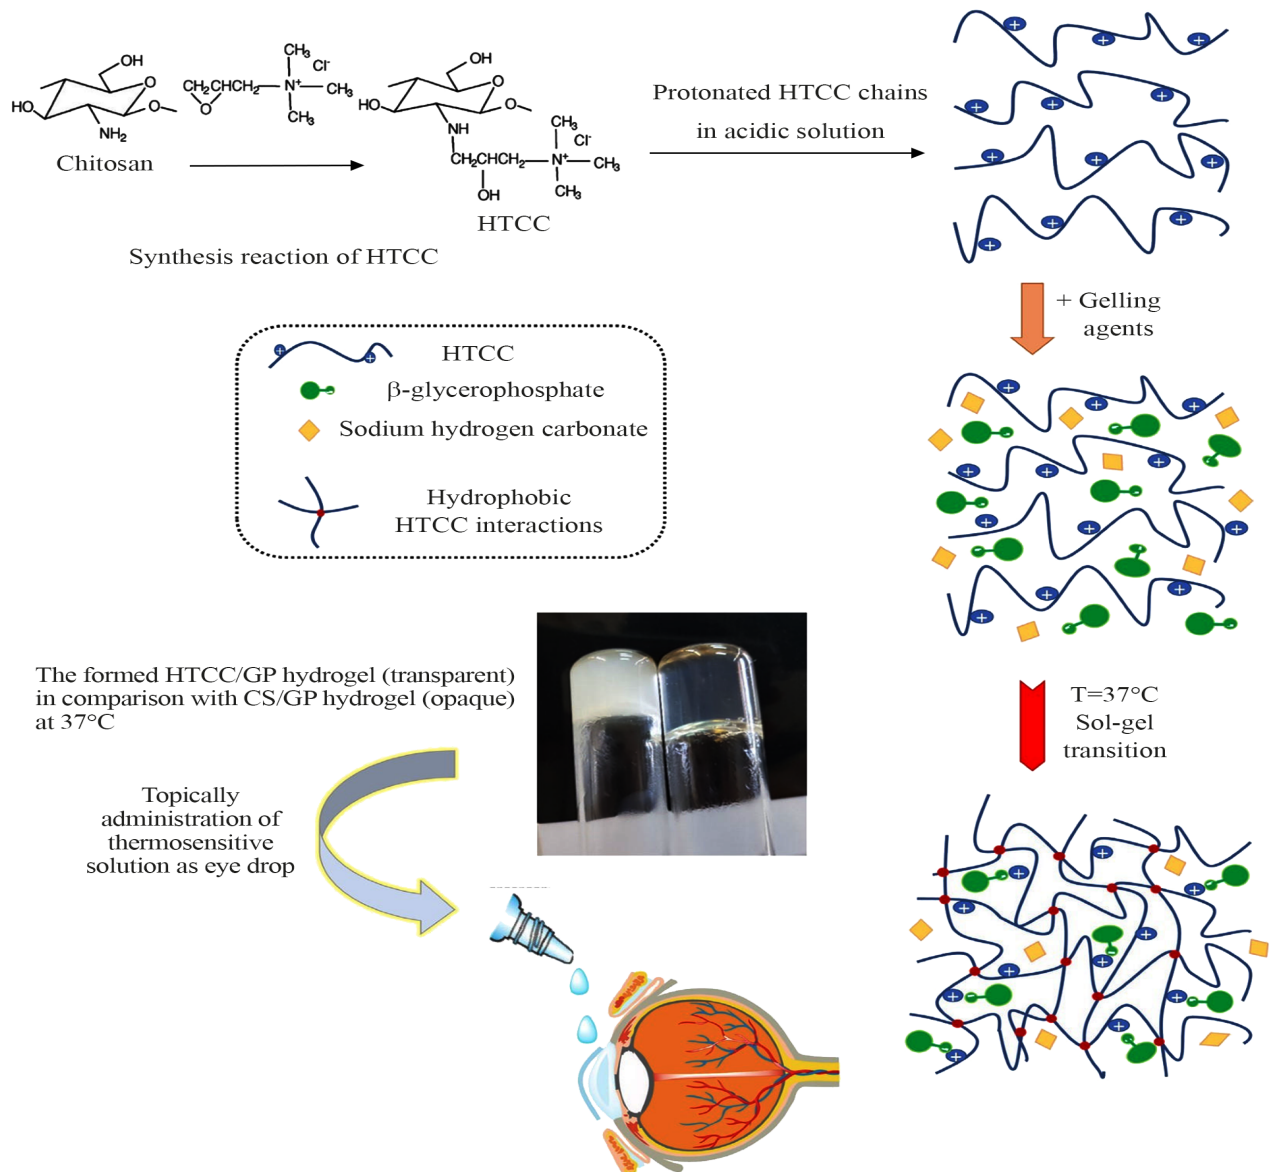 OH
O
HO
O
NH2
Chitosan
CH2CHCH2
O
N+
CH3
Cl-
CH3
CH3
OH
O
HO
O
NH
CH2CHCH2
OH
N+
CH3
Cl-
CH3
CH3
HTCC
Synthesis reaction of HTCC
Protonated HTCC chains
in acidic solution
+ Gelling
agents
HTCC
β-glycerophosphate
Sodium hydrogen carbonate
Hydrophobic
HTCC interactions
T=37°C
Sol-gel
transition
The formed HTCC/GP hydrogel (transparent)
in comparison with CS/GP hydrogel (opaque)
at 37°C
Topically
administration of
thermosensitive
solution as eye drop